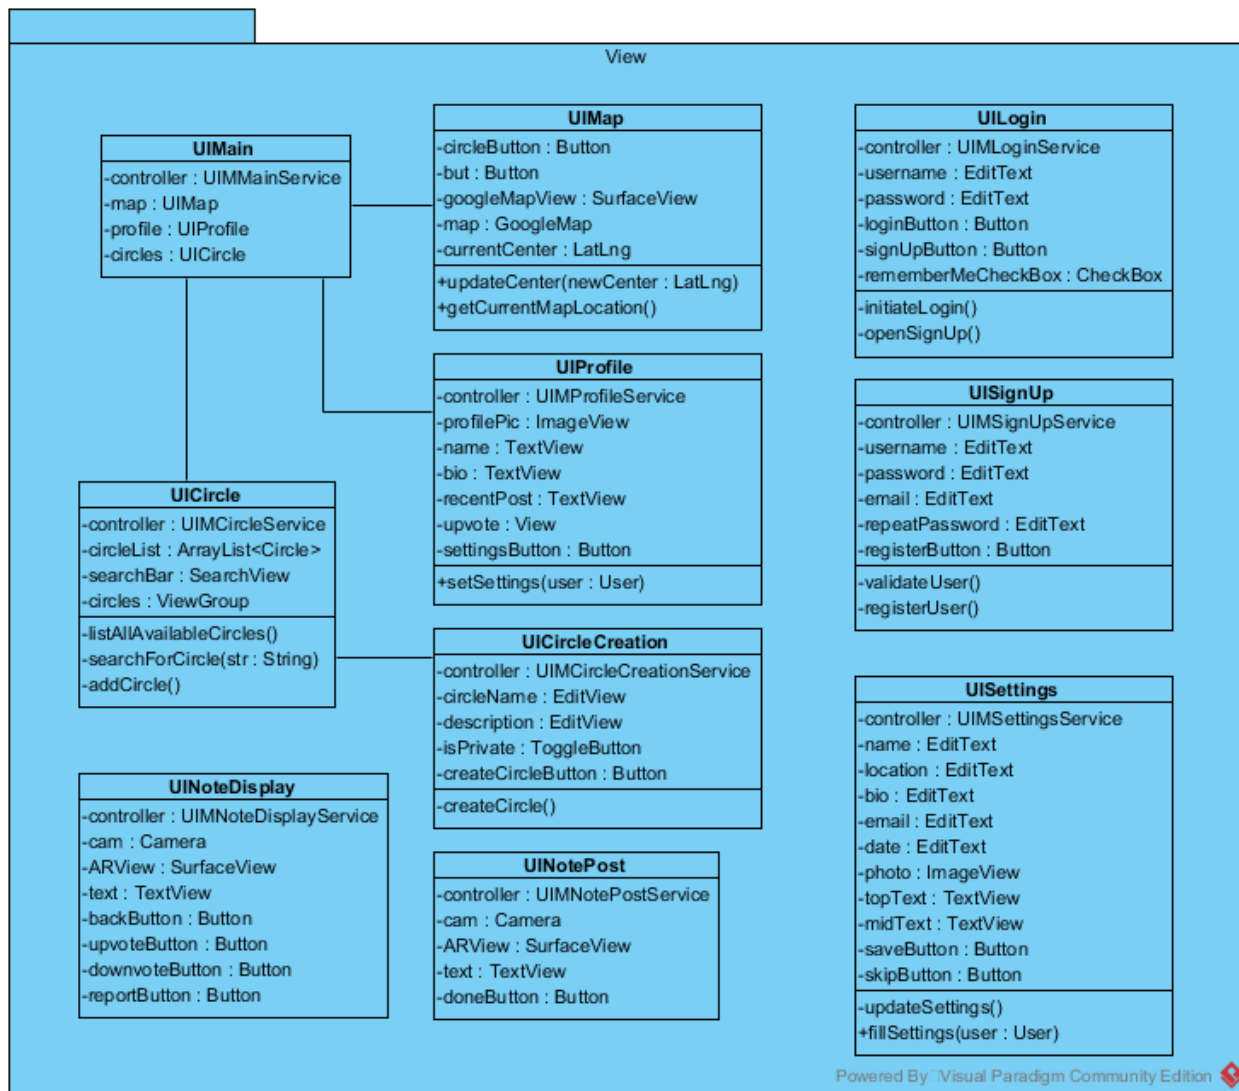 View
UIMain
-controller : UIMMainService
-map : UIMap
-profile : UIProfile
-circles : UICircle
UIMap
-circleButton : Button
-but : Button
-googleMapView : SurfaceView
-map : GoogleMap
-currentCenter : LatLng
+updateCenter(newCenter : LatLng)
+getCurrentMapLocation()
UILogin
-controller : UIMLoginService
-username : EditText
-password : EditText
-loginButton : Button
-signUpButton : Button
-rememberMeCheckBox : CheckBox
-initiateLogin()
-openSignUp()
UIProfile
-controller : UIMProfileService
-profilePic : ImageView
-name : TextView
-bio : TextView
-recentPost : TextView
-upvote : View
-settingsButton : Button
+setSettings(user : User)
UISignUp
-controller : UIMSignUpService
-username : EditText
-password : EditText
-email : EditText
-repeatPassword : EditText
-registerButton : Button
-validateUser()
-registerUser()
UICircle
-controller : UIMCircleService
-circleList : ArrayList<Circle>
-searchBar : SearchView
-circles : ViewGroup
-listAllAvailableCircles()
-searchForCircle(str : String)
-addCircle()
UICircleCreation
-controller : UIMCircleCreationService
-circleName : EditView
-description : EditView
-isPrivate : ToggleButton
-createCircleButton : Button
-createCircle()
UISettings
-controller : UIMSettingsService
-name : EditText
-location : EditText
-bio : EditText
-email : EditText
-date : EditText
-photo : ImageView
-topText : TextView
-midText : TextView
-saveButton : Button
-skipButton : Button
-updateSettings()
+fillSettings(user : User)
UINoteDisplay
-controller : UIMNoteDisplayService
-cam : Camera
-ARView : SurfaceView
-text : TextView
-backButton : Button
-upvoteButton : Button
-downvoteButton : Button
-reportButton : Button
UINotePost
-controller : UIMNotePostService
-cam : Camera
-ARView : SurfaceView
-text : TextView
-doneButton : Button
Powered By Visual Paradigm Community Edition